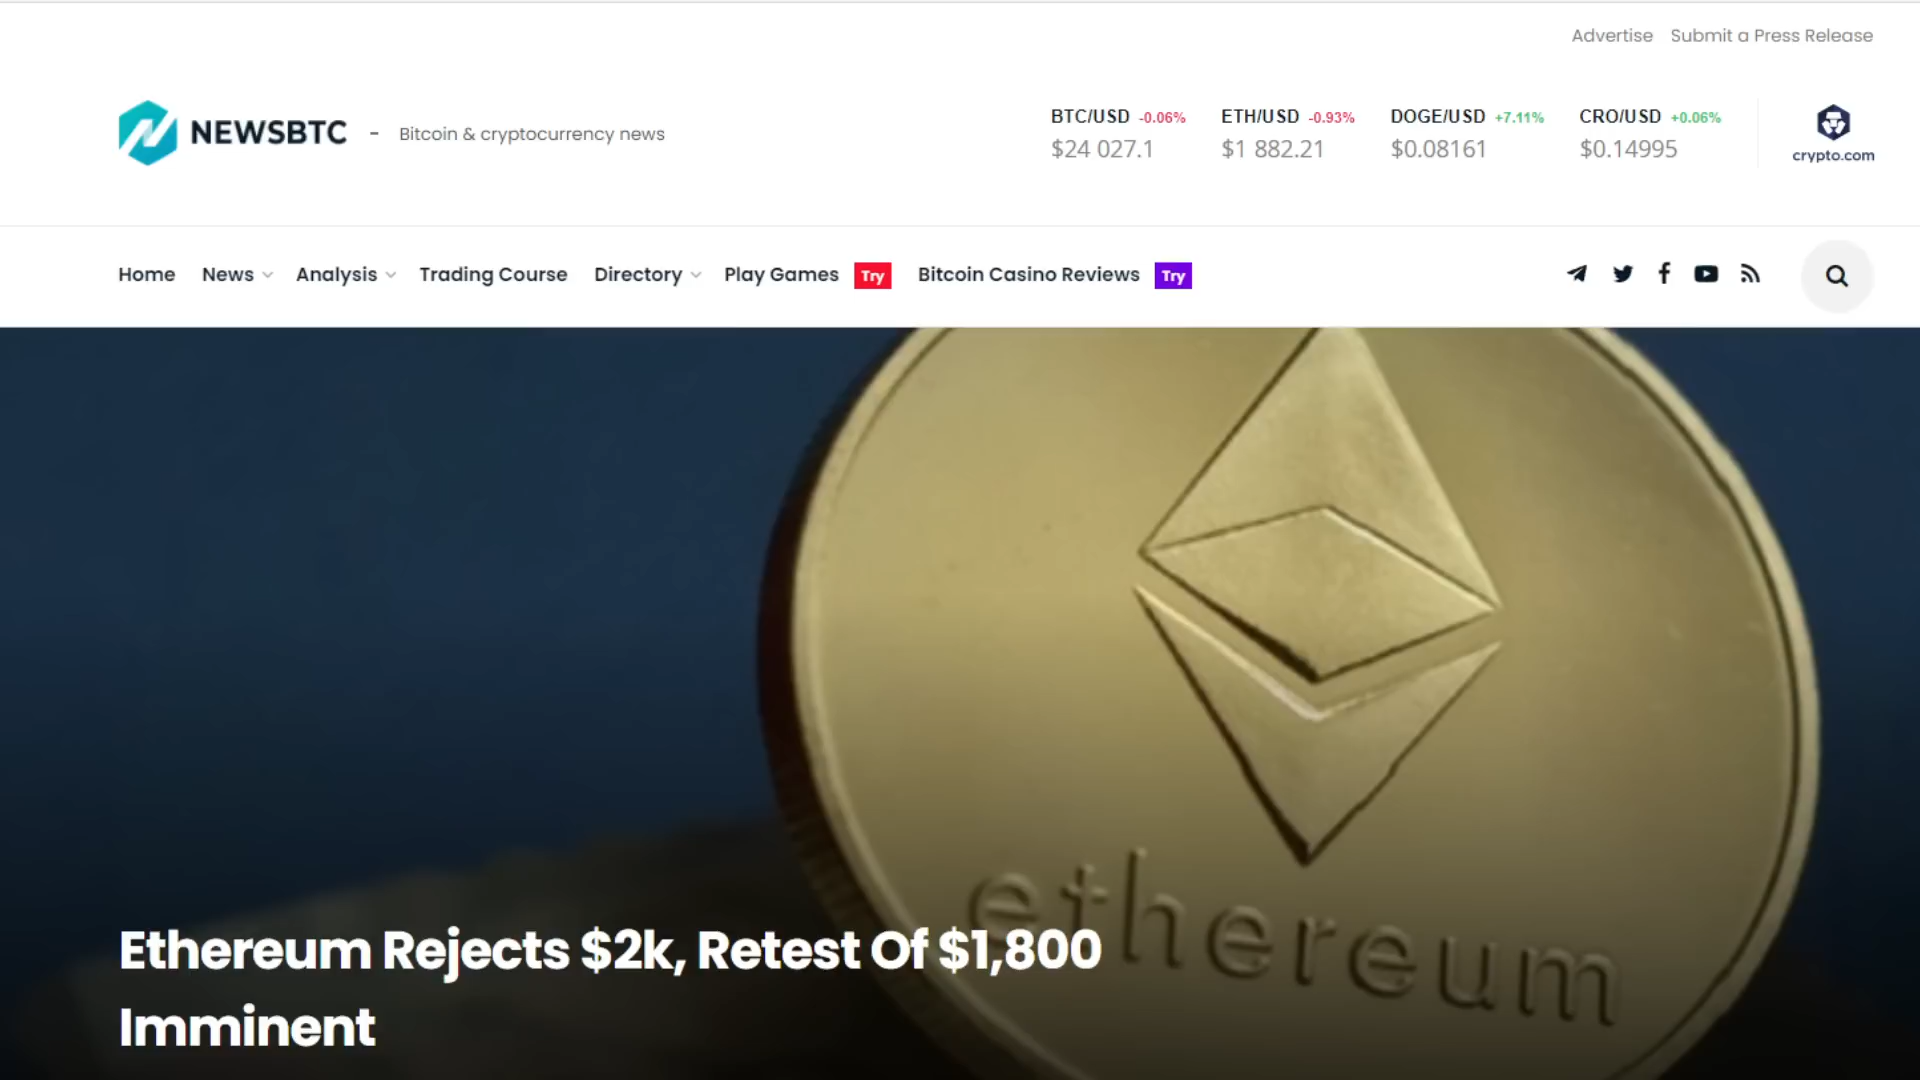 Advertise Submit a Press Release
NEWSBTC - Bitcoin & cryptocurrency news
BTC/USD -0.06% ETH/USD -0.93% DOGE/USD +7.11% CRO/USD +0.06%
$24 027.1 $1 882.21 $0.08161 $0.14995
crypto.com
Home News Analysis Trading Course Directory Play Games Try Bitcoin Casino Reviews Try
ethereum
Ethereum Rejects $2k, Retest Of $1,800
Imminent